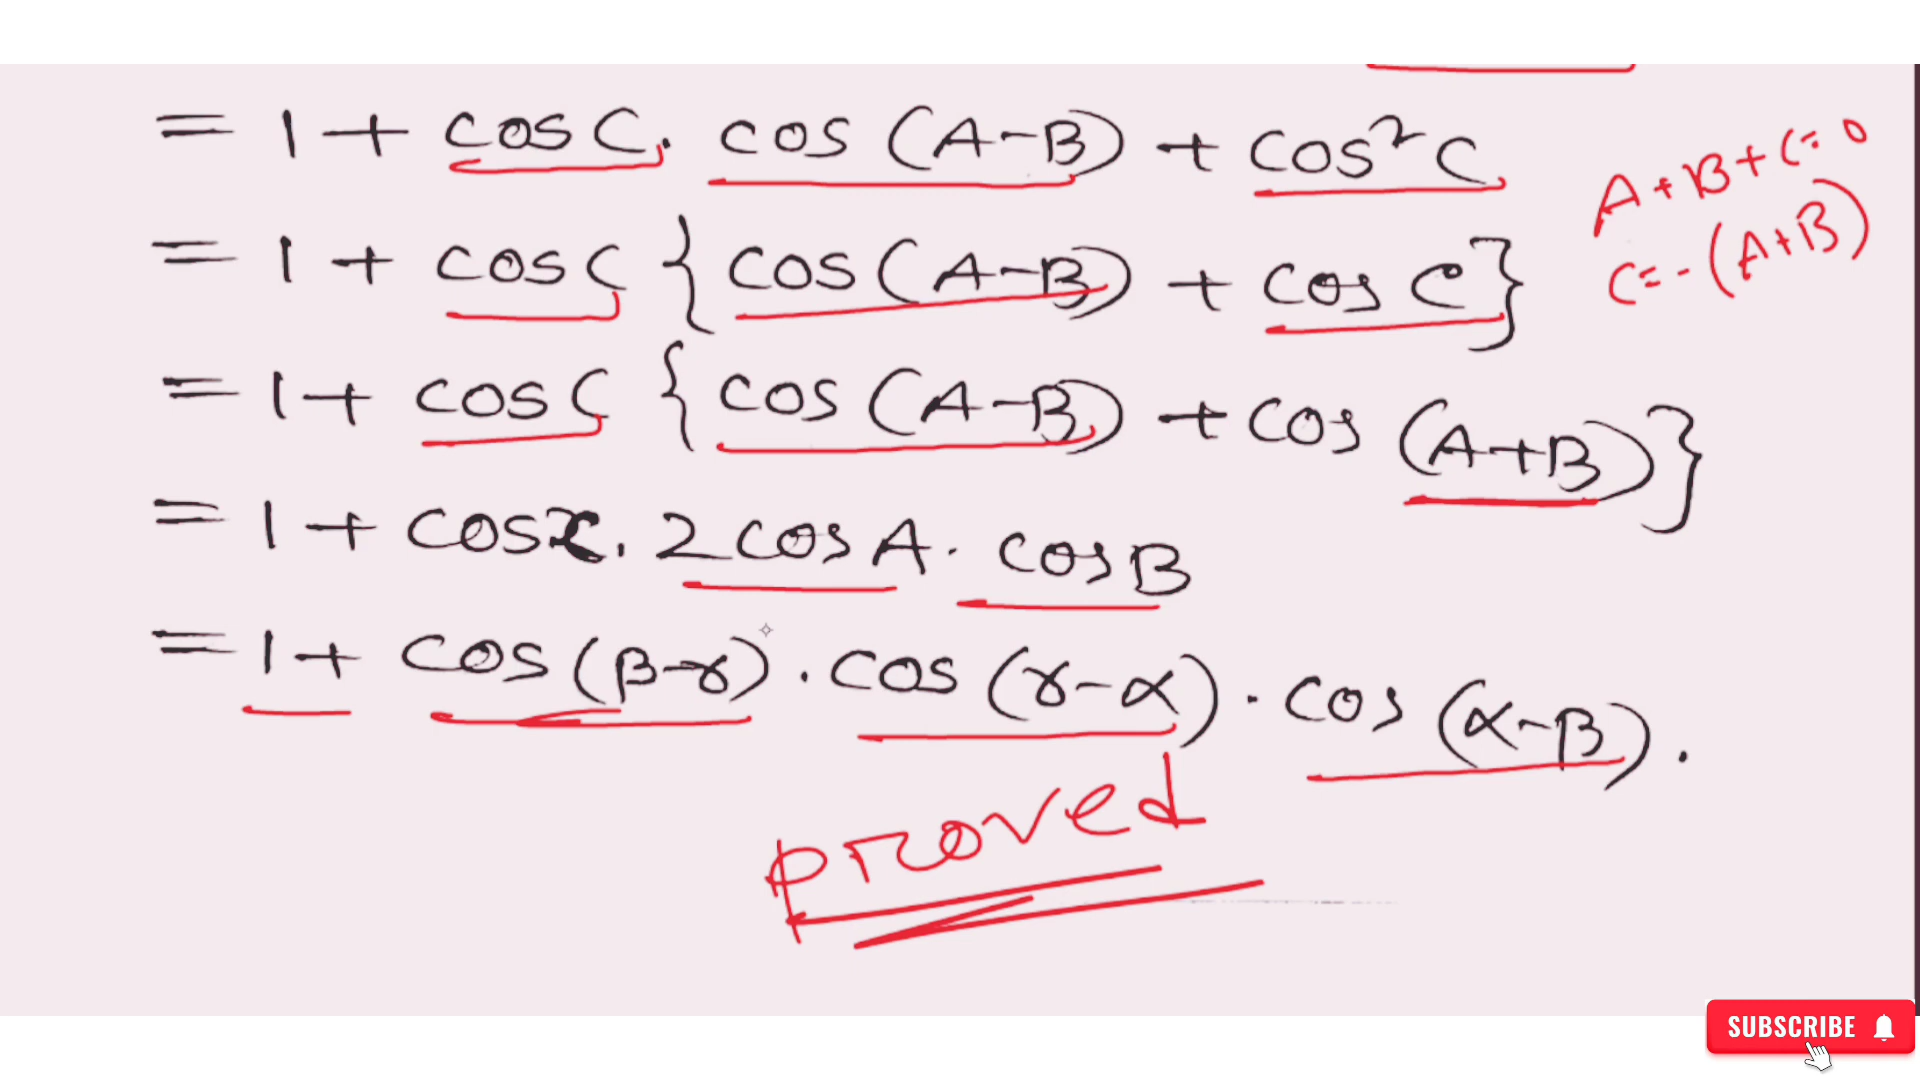 = 1 + cos C. cos (A-B) + cos² C
A+B+C=0
C=-(A+B)
= 1 + cos C {cos (A-B) + cos C}
= 1 + cos C {cos (A-B) + cos (A+B)}
= 1 + cos C. 2 cos A. cos B
= 1 + cos (β-γ). cos (γ-α). cos (α-β).
proved
SUBSCRIBE